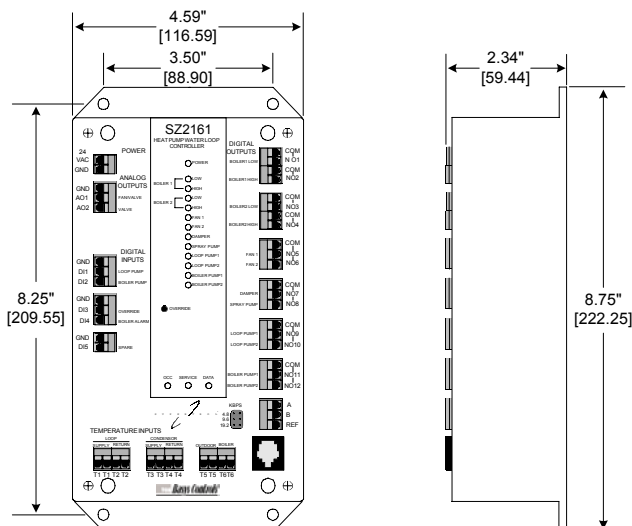 4.59"
[116.59]
3.50"
[88.90]
2.34"
[59.44]
8.25"
[209.55]
8.75"
[222.25]
SZ2161
HEAT PUMP WATER LOOP
CONTROLLER
24
VAC
GND
POWER
GND
AO1
AO2
ANALOG
OUTPUTS
FAN/VALVE
VALVE
DIGITAL
INPUTS
GND
DI1 LOOP PUMP
DI2 BOILER PUMP
GND
DI3 OVERRIDE
DI4 BOILER ALARM
GND
DI5 SPARE
POWER
BOILER 1
LOW
HIGH
BOILER 2
LOW
HIGH
FAN 1
FAN 2
DAMPER
SPRAY PUMP
LOOP PUMP1
LOOP PUMP2
BOILER PUMP1
BOILER PUMP2
OVERRIDE
OCC SERVICE DATA
DIGITAL
OUTPUTS
COM
BOILER1 LOW N O1
COM
BOILER1 HIGH NO2
COM
BOILER2 LOW NO3
COM
BOILER2 HIGH NO4
COM
FAN 1 NO5
FAN 2 NO6
COM
DAMPER NO7
SPRAY PUMP NO8
COM
LOOP PUMP1 NO9
LOOP PUMP2 NO10
COM
BOILER PUMP1 NO11
BOILER PUMP2 NO12
A
B
REF
KBPS
4.8
9.6
19.2
TEMPERATURE INPUTS
LOOP CONDENSOR
SUPPLY RETURN SUPPLY RETURN OUTDOOR BOILER
T1 T1 T2 T2 T3 T3 T4 T4 T5 T5 T6 T6
Controls